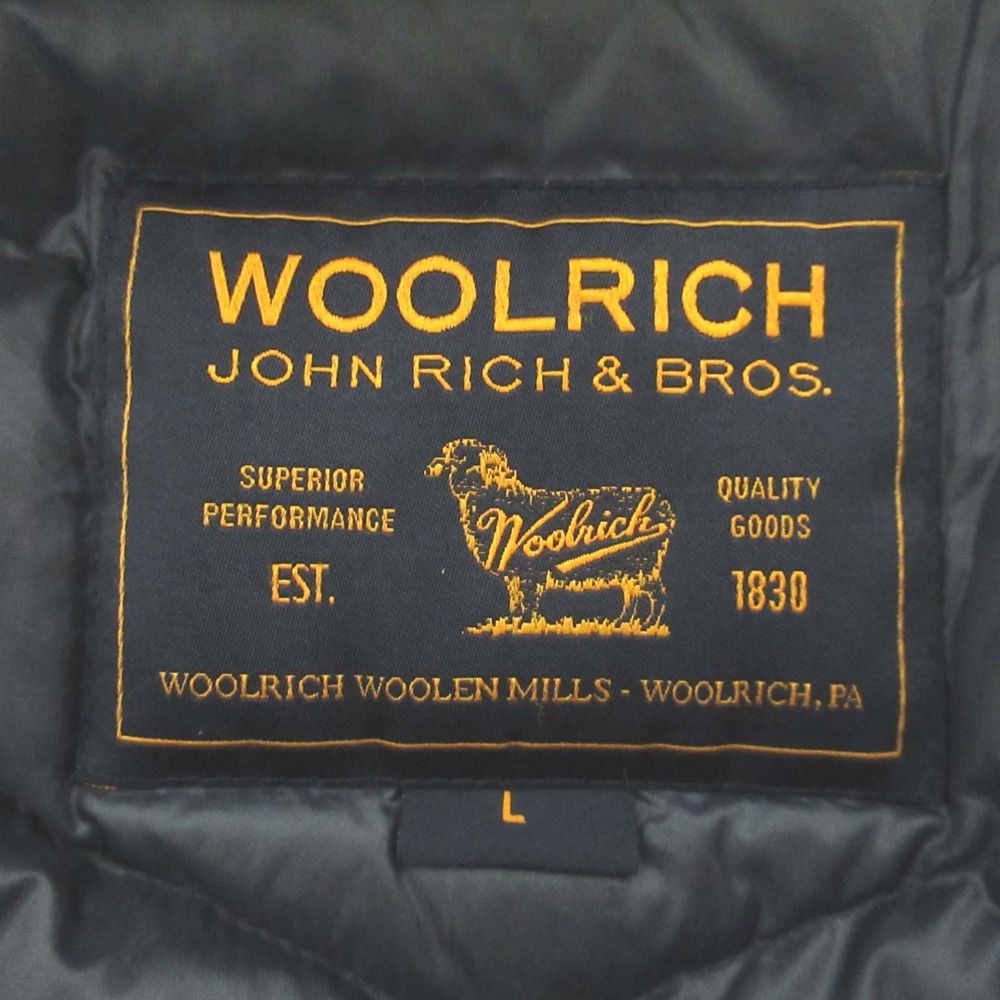 WOOLRICH
JOHN RICH & BROS.
SUPERIOR
PERFORMANCE
EST.
Woolrich
QUALITY
GOODS
1830
WOOLRICH WOOLEN MILLS - WOOLRICH, PA
L